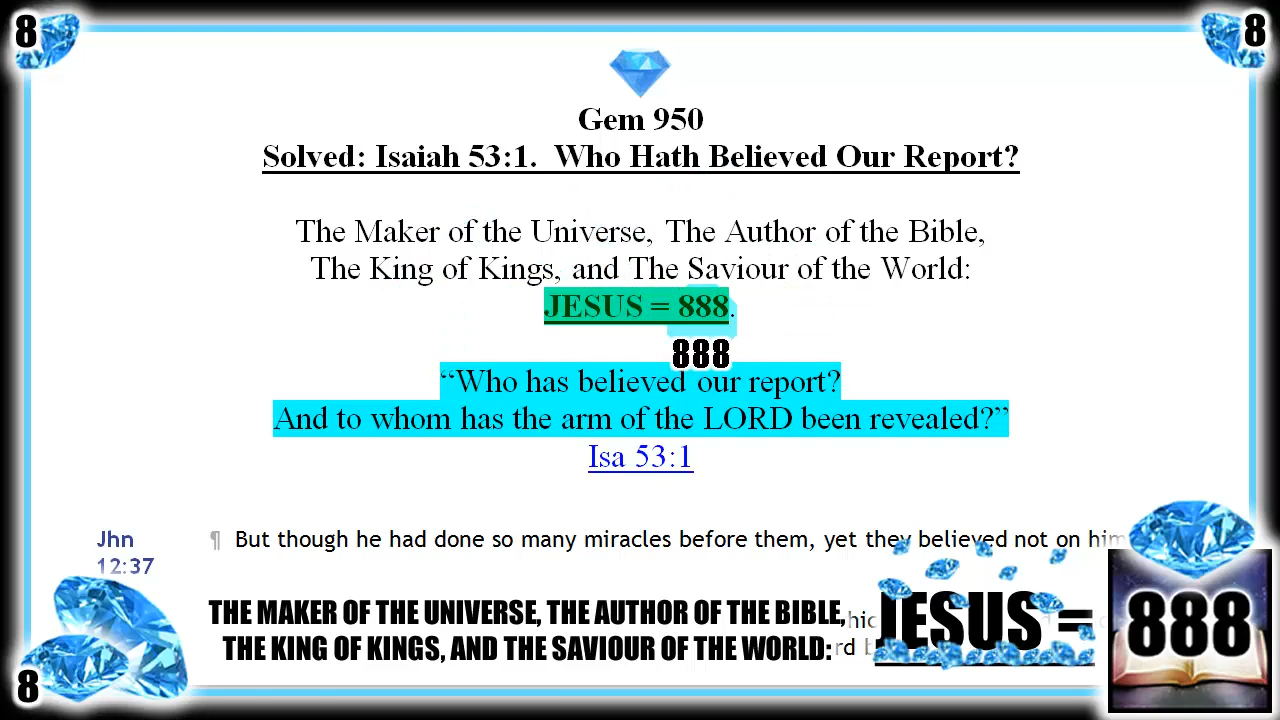 8
8
Gem 950
Solved: Isaiah 53:1. Who Hath Believed Our Report?
The Maker of the Universe, The Author of the Bible,
The King of Kings, and The Saviour of the World:
JESUS = 888.
888
“Who has believed our report?
And to whom has the arm of the LORD been revealed?”
Isa 53:1
Jhn 12:37
¶ But though he had done so many miracles before them, yet they believed not on him
THE MAKER OF THE UNIVERSE, THE AUTHOR OF THE BIBLE,
THE KING OF KINGS, AND THE SAVIOUR OF THE WORLD:
JESUS = 888
8